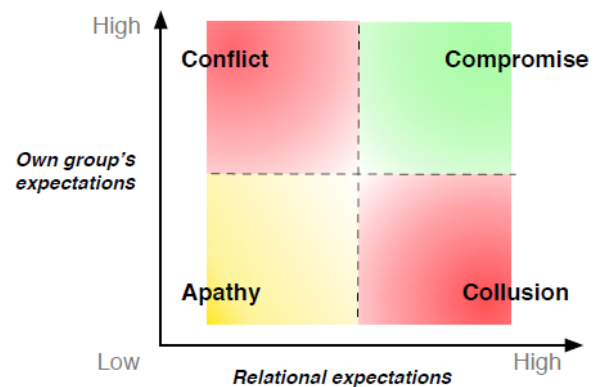 High
Conflict
Compromise
Own group's
expectations
Apathy
Collusion
Low
High
Relational expectations